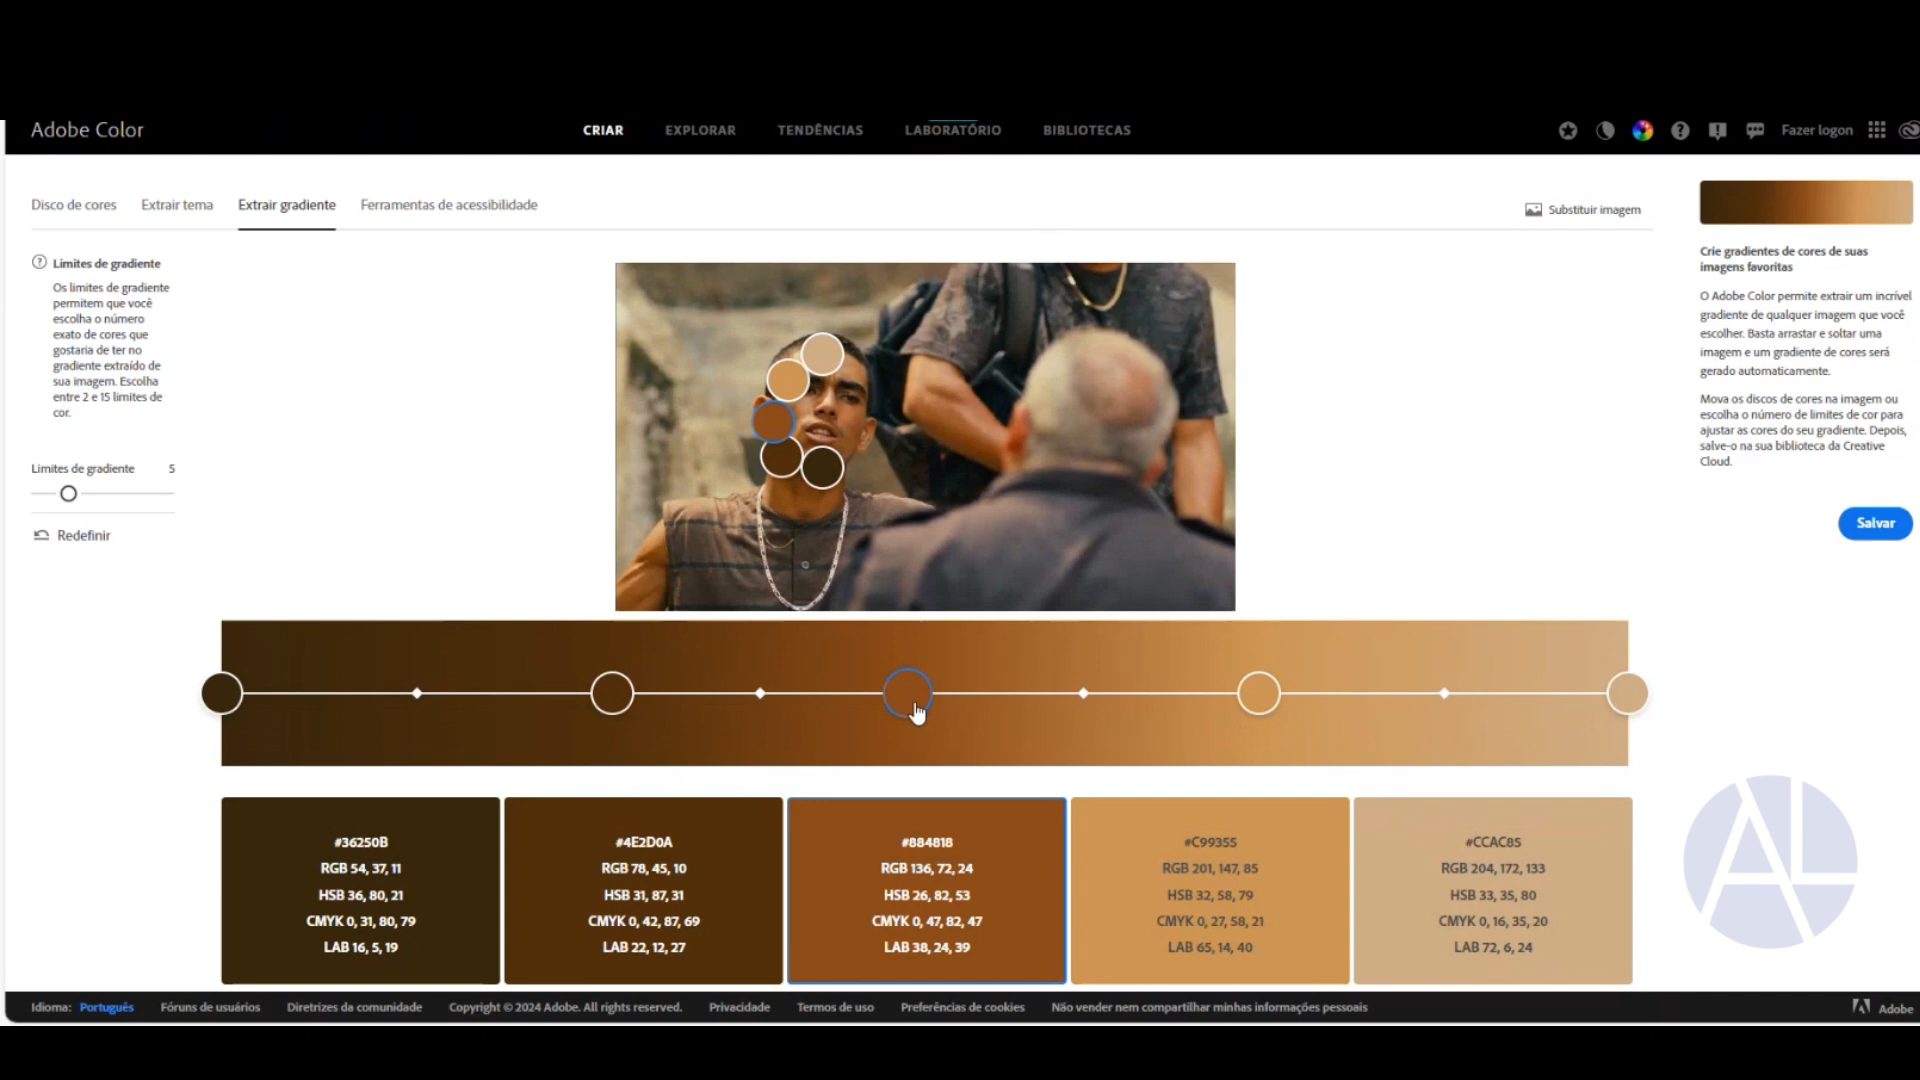 Adobe Color
CRIAR
EXPLORAR
TENDÊNCIAS
LABORATÓRIO
BIBLIOTECAS
Fazer logon
Disco de cores
Extrair tema
Extrair gradiente
Ferramentas de acessibilidade
Substituir imagem
Limites de gradiente
Os limites de gradiente
permitem que você
escolha o número
exato de cores que
gostaria de ter no
gradiente extraído de
sua imagem. Escolha
entre 2 e 15 limites de
cor.
Limites de gradiente 5
Redefinir
Crie gradientes de cores de suas
imagens favoritas
O Adobe Color permite extrair um incrível
gradiente de qualquer imagem que você
escolher. Basta arrastar e soltar uma
imagem e um gradiente de cores será
gerado automaticamente.
Mova os discos de cores na imagem ou
escolha o número de limites de cor para
ajustar as cores do seu gradiente. Depois,
salve-o na sua biblioteca da Creative
Cloud.
Salvar
#36250B
RGB 54, 37, 11
HSB 36, 80, 21
CMYK 0, 31, 80, 79
LAB 16, 5, 19
#4E2D0A
RGB 78, 45, 10
HSB 31, 87, 31
CMYK 0, 42, 87, 69
LAB 22, 12, 27
#884818
RGB 136, 72, 24
HSB 26, 82, 53
CMYK 0, 47, 82, 47
LAB 38, 24, 39
#C99355
RGB 201, 147, 85
HSB 32, 58, 79
CMYK 0, 27, 58, 21
LAB 65, 14, 40
#CCAC85
RGB 204, 172, 133
HSB 33, 35, 80
CMYK 0, 16, 35, 20
LAB 72, 6, 24
AL
Idioma: Português
Fóruns de usuários
Diretrizes da comunidade
Copyright © 2024 Adobe. All rights reserved.
Privacidade
Termos de uso
Preferências de cookies
Não vender nem compartilhar minhas informações pessoais
Adobe